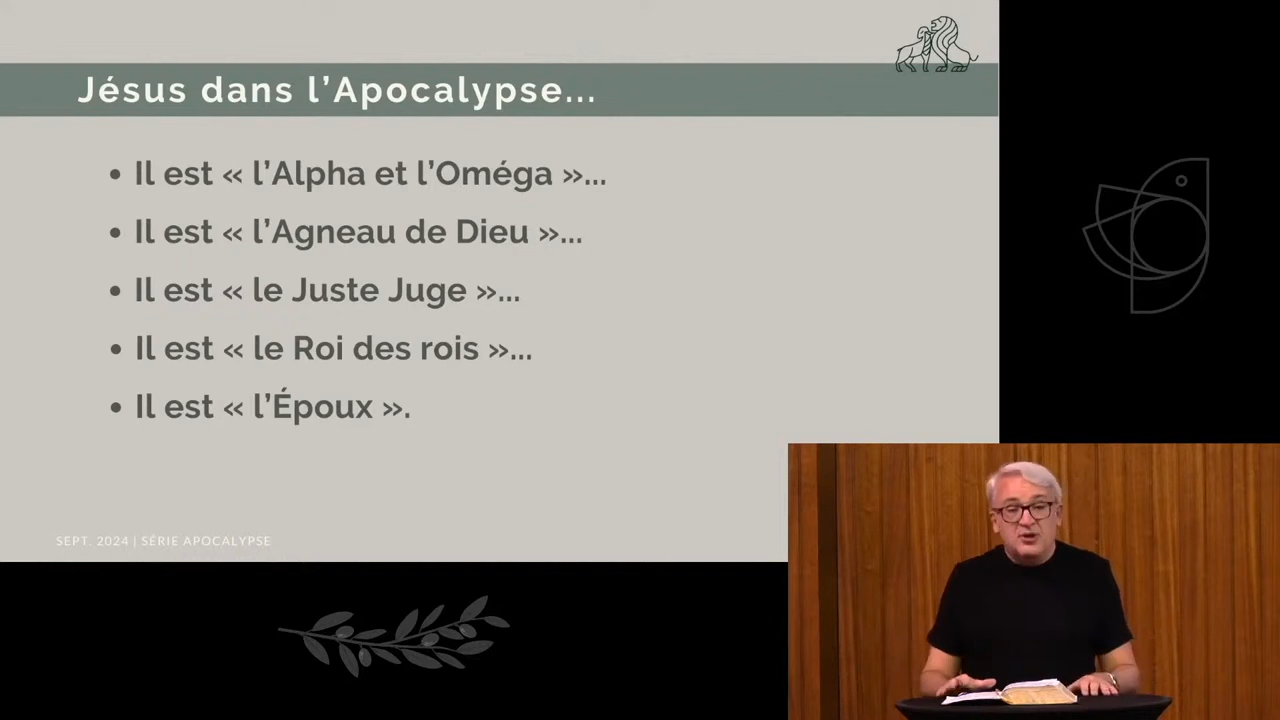 Jésus dans l’Apocalypse...
• Il est « l’Alpha et l’Oméga »...
• Il est « l’Agneau de Dieu »...
• Il est « le Juste Juge »...
• Il est « le Roi des rois »...
• Il est « l’Époux ».
SEPT. 2024 | SÉRIE APOCALYPSE